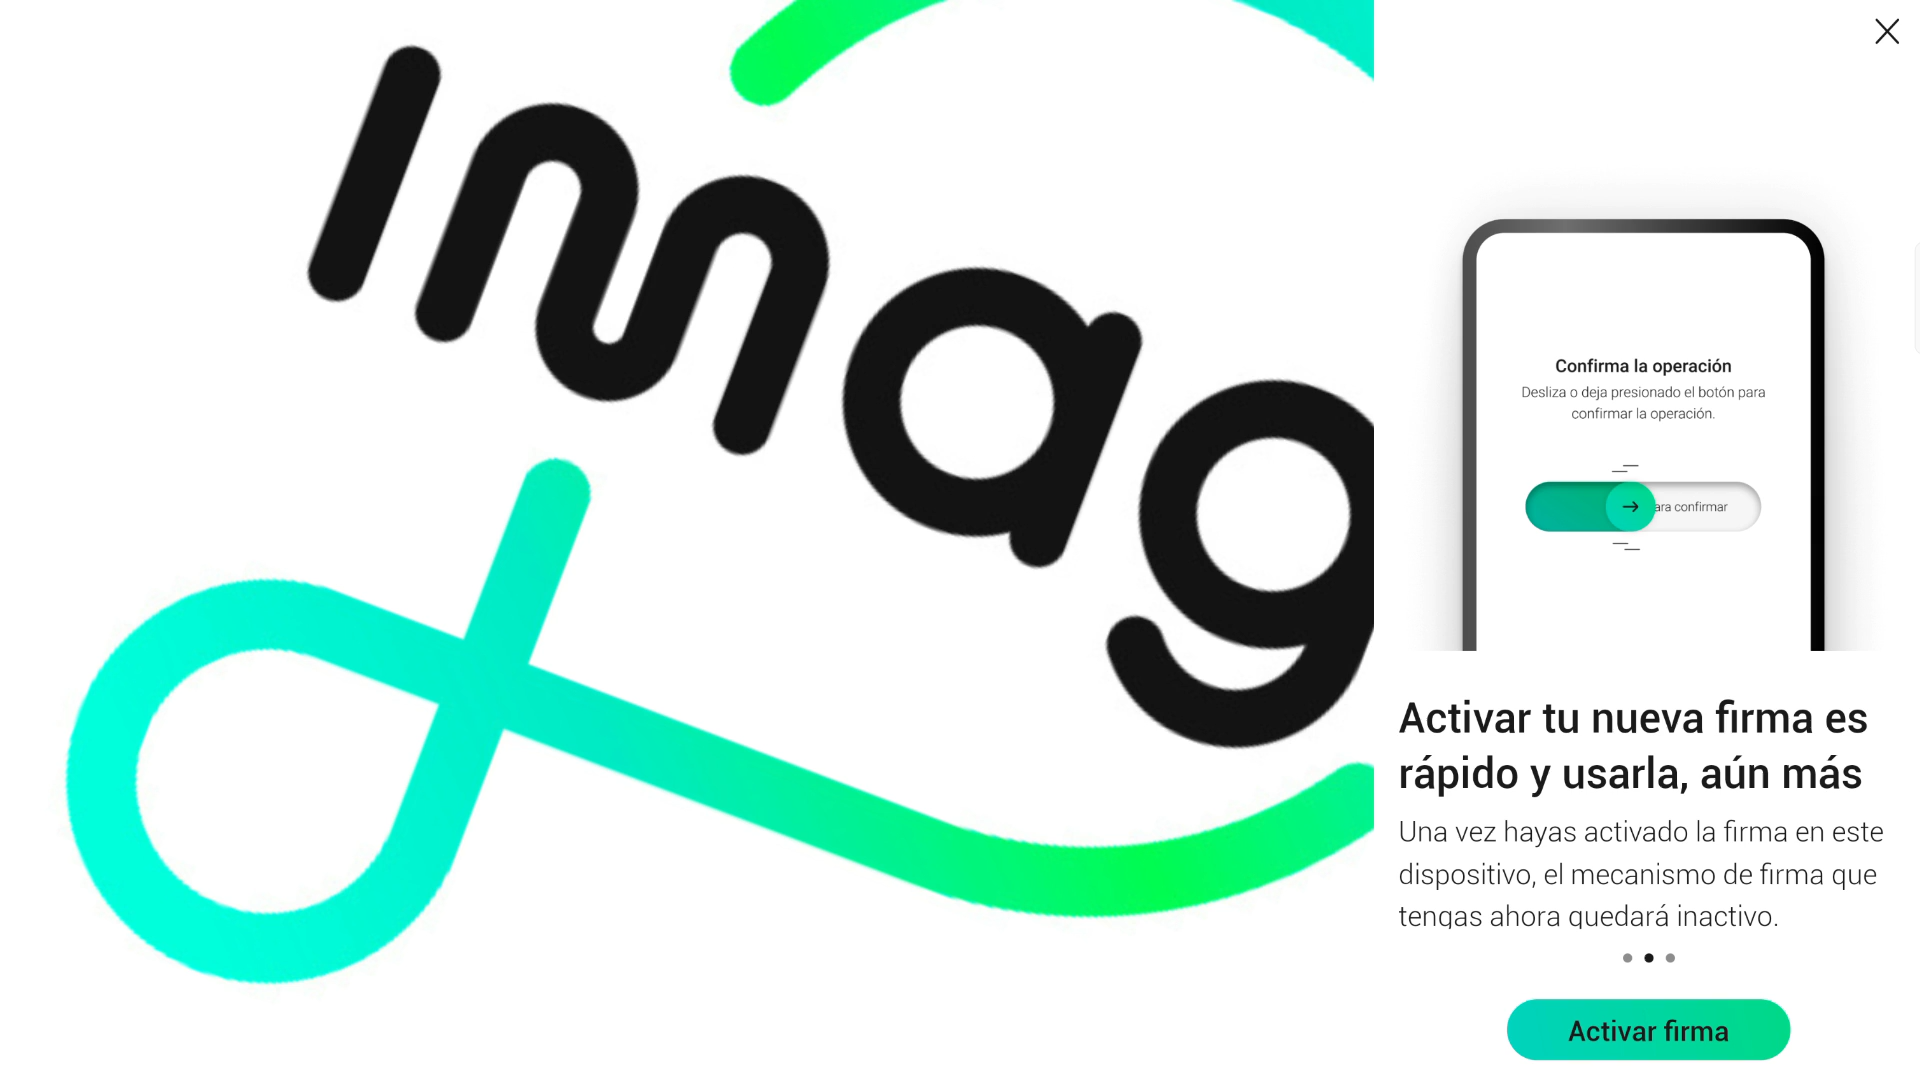 Imag
Confirma la operación
Desliza o deja presionado el botón para
confirmar la operación.
ara confirmar
Activar tu nueva firma es
rápido y usarla, aún más
Una vez hayas activado la firma en este
dispositivo, el mecanismo de firma que
tengas ahora quedará inactivo.
Activar firma